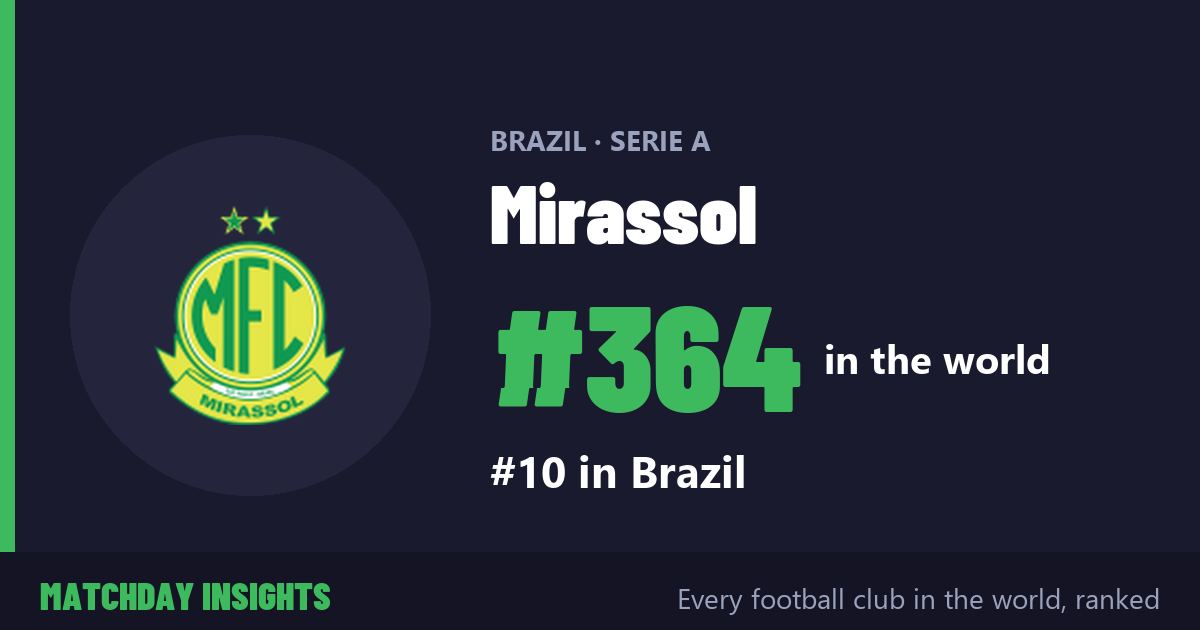 BRAZIL · SERIE A
Mirassol
#364 in the world
#10 in Brazil
MFC
MIRASSOL
MATCHDAY INSIGHTS
Every football club in the world, ranked